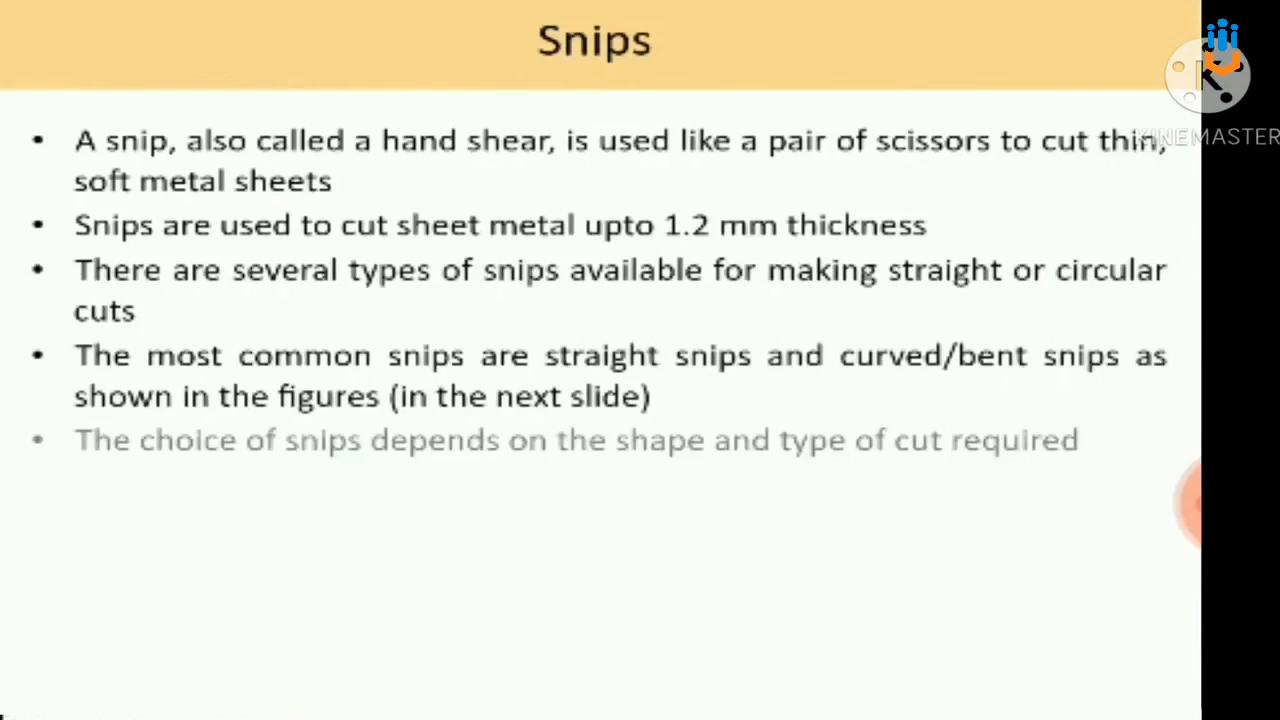 Snips
• A snip, also called a hand shear, is used like a pair of scissors to cut thin,
soft metal sheets
• Snips are used to cut sheet metal upto 1.2 mm thickness
• There are several types of snips available for making straight or circular
cuts
• The most common snips are straight snips and curved/bent snips as
shown in the figures (in the next slide)
• The choice of snips depends on the shape and type of cut required
K
KINEMASTER